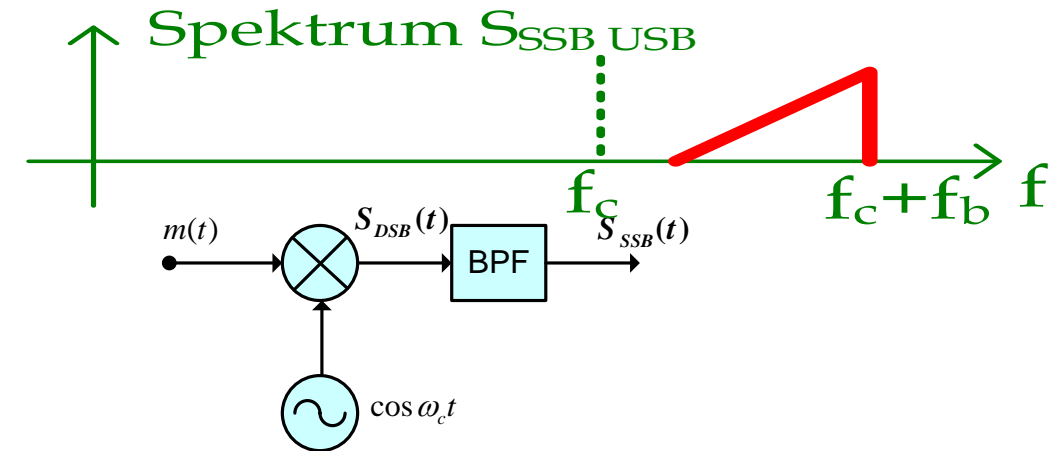 Spektrum S_SSB USB
f_c
f_c+f_b
f
m(t)
S_DSB(t)
S_SSB(t)
BPF
cos ω_c t